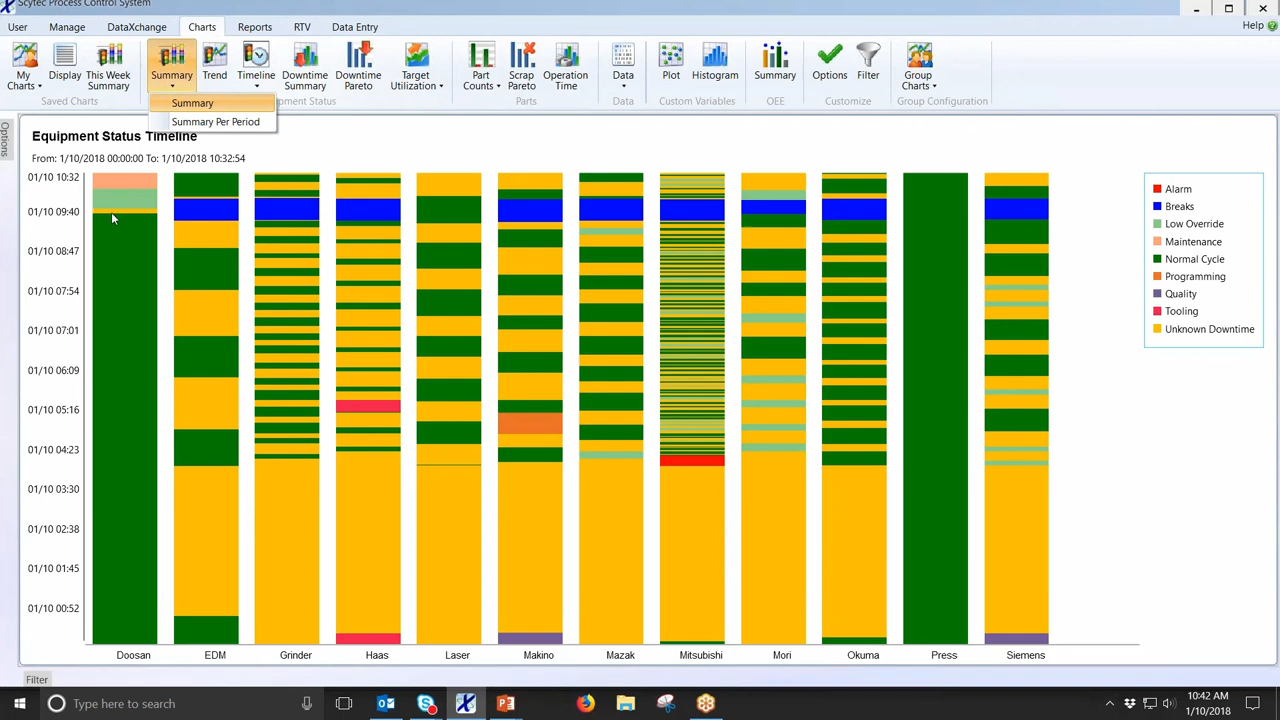 Scytec Process Control System
User Manage DataXchange Charts Reports RTV Data Entry Help
My Charts Display This Week Summary Summary Trend Timeline Downtime Summary Downtime Pareto Target Utilization Part Counts Scrap Pareto Operation Time Data Plot Histogram Summary Options Filter Group Charts
Saved Charts pment Status Parts Data Custom Variables OEE Customize Group Configuration
Summary
Summary Per Period
Options
Equipment Status Timeline
From: 1/10/2018 00:00:00 To: 1/10/2018 10:32:54
01/10 10:32
01/10 09:40
01/10 08:47
01/10 07:54
01/10 07:01
01/10 06:09
01/10 05:16
01/10 04:23
01/10 03:30
01/10 02:38
01/10 01:45
01/10 00:52
Alarm
Breaks
Low Override
Maintenance
Normal Cycle
Programming
Quality
Tooling
Unknown Downtime
Doosan EDM Grinder Haas Laser Makino Mazak Mitsubishi Mori Okuma Press Siemens
Filter
Type here to search
10:42 AM
1/10/2018